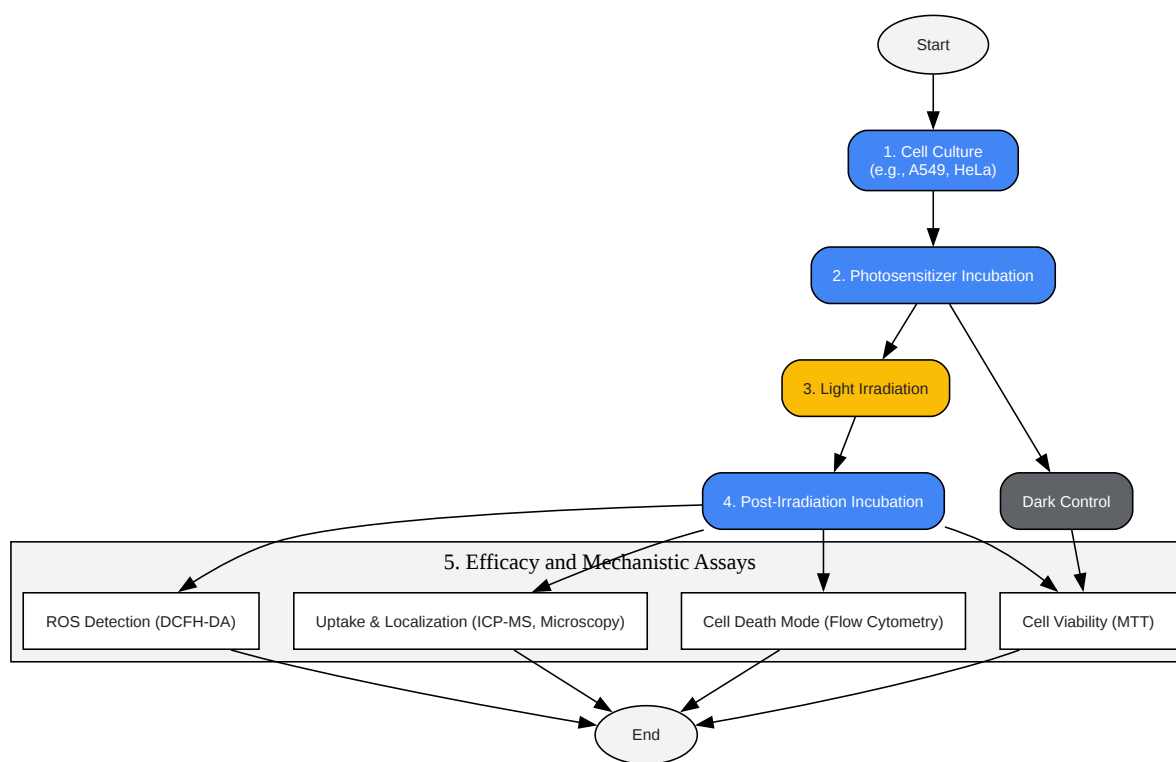 Start
1. Cell Culture
(e.g., A549, HeLa)
2. Photosensitizer Incubation
3. Light Irradiation
4. Post-Irradiation Incubation
Dark Control
5. Efficacy and Mechanistic Assays
ROS Detection (DCFH-DA)
Uptake & Localization (ICP-MS, Microscopy)
Cell Death Mode (Flow Cytometry)
Cell Viability (MTT)
End